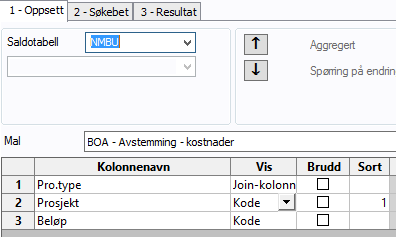 1 - Oppsett 2 - Søkebet 3 - Resultat
Saldotabell NMBU
Aggregert
Spørring på endrin
Mal BOA - Avstemming - kostnader
Kolonnenavn Vis Brudd Sort
1 Pro.type Join-kolonn
2 Prosjekt Kode 1
3 Beløp Kode